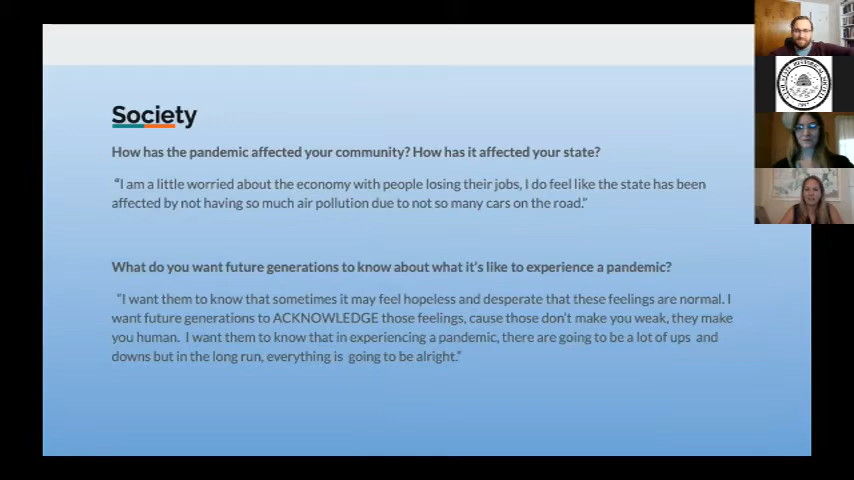 Society
How has the pandemic affected your community? How has it affected your state?
“I am a little worried about the economy with people losing their jobs, I do feel like the state has been
affected by not having so much air pollution due to not so many cars on the road.”
What do you want future generations to know about what it's like to experience a pandemic?
“I want them to know that sometimes it may feel hopeless and desperate that these feelings are normal. I
want future generations to ACKNOWLEDGE those feelings, cause those don't make you weak, they make
you human. I want them to know that in experiencing a pandemic, there are going to be a lot of ups and
downs but in the long run, everything is going to be alright.”